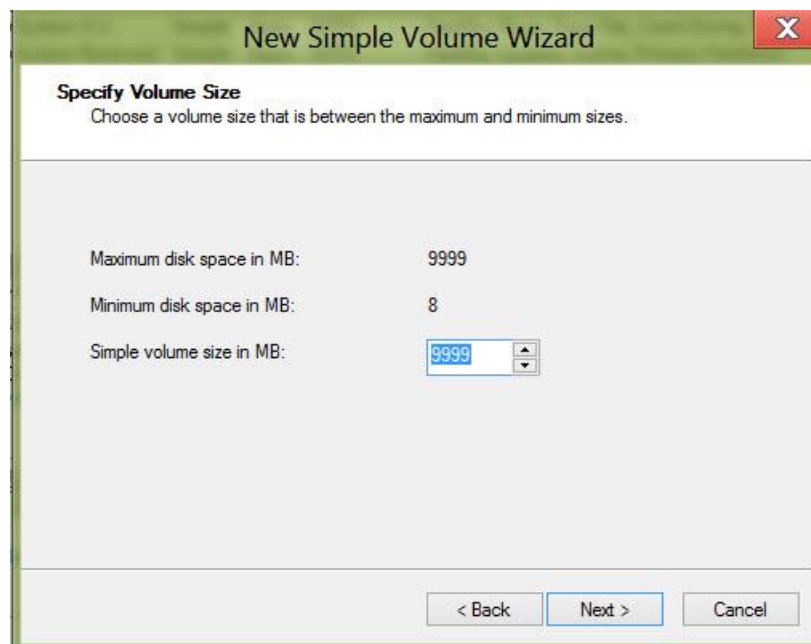 New Simple Volume Wizard
X
Specify Volume Size
Choose a volume size that is between the maximum and minimum sizes.
Maximum disk space in MB: 9999
Minimum disk space in MB: 8
Simple volume size in MB: 9999
< Back Next > Cancel